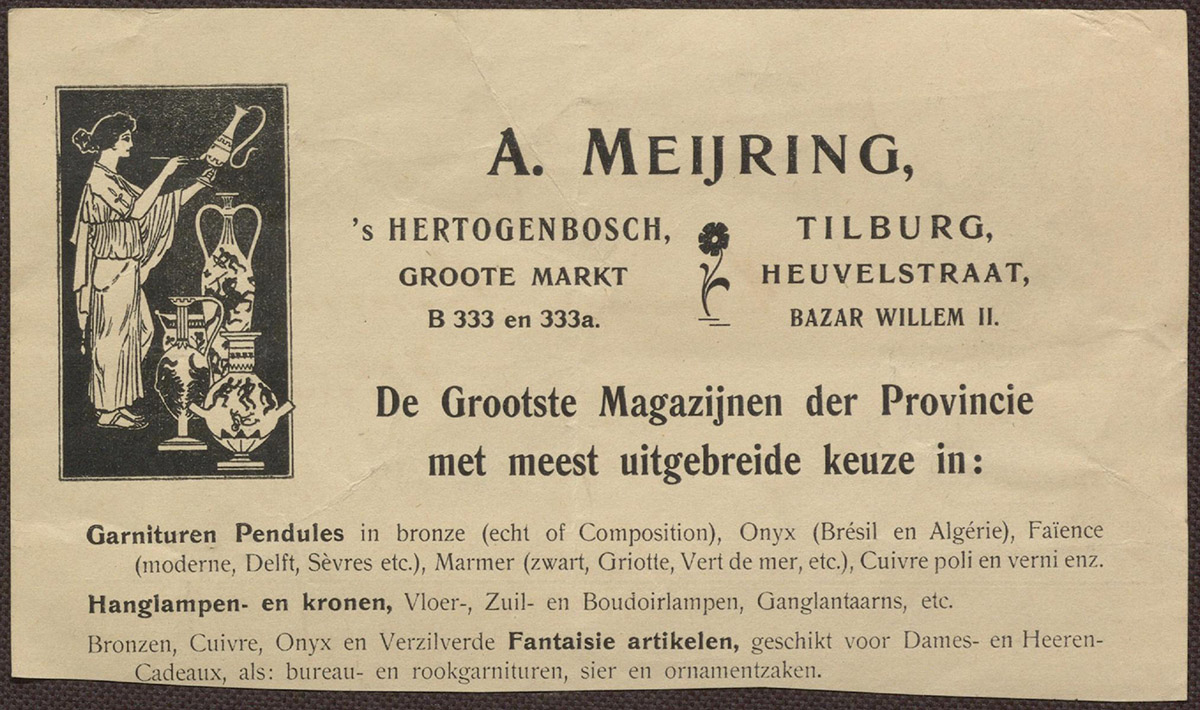 A. MEIJRING,
's HERTOGENBOSCH,
GROOTE MARKT
B 333 en 333a.
TILBURG,
HEUVELSTRAAT,
BAZAR WILLEM II.
De Grootste Magazijnen der Provincie
met meest uitgebreide keuze in:
Garnituren Pendules in bronze (echt of Composition), Onyx (Brésil en Algérie), Faïence
(moderne, Delft, Sèvres etc.), Marmer (zwart, Griotte, Vert de mer, etc.), Cuivre poli en verni enz.
Hanglampen- en kronen, Vloer-, Zuil- en Boudoirlampen, Ganglantaarns, etc.
Bronzen, Cuivre, Onyx en Verzilverde Fantaisie artikelen, geschikt voor Dames- en Heeren-
Cadeaux, als: bureau- en rookgarnituren, sier en ornamentzaken.